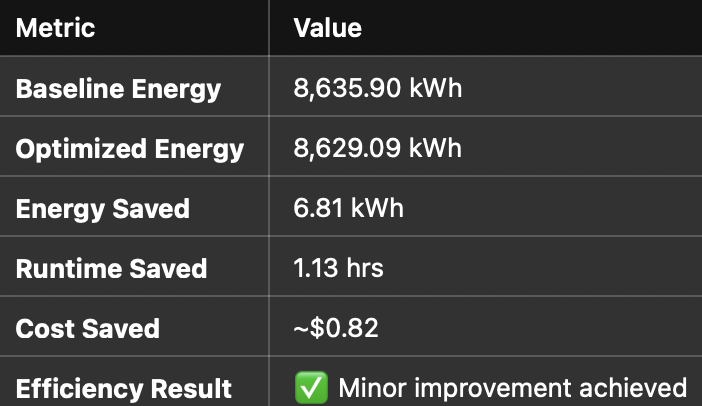 Metric Value
Baseline Energy 8,635.90 kWh
Optimized Energy 8,629.09 kWh
Energy Saved 6.81 kWh
Runtime Saved 1.13 hrs
Cost Saved ~$0.82
Efficiency Result ✅ Minor improvement achieved